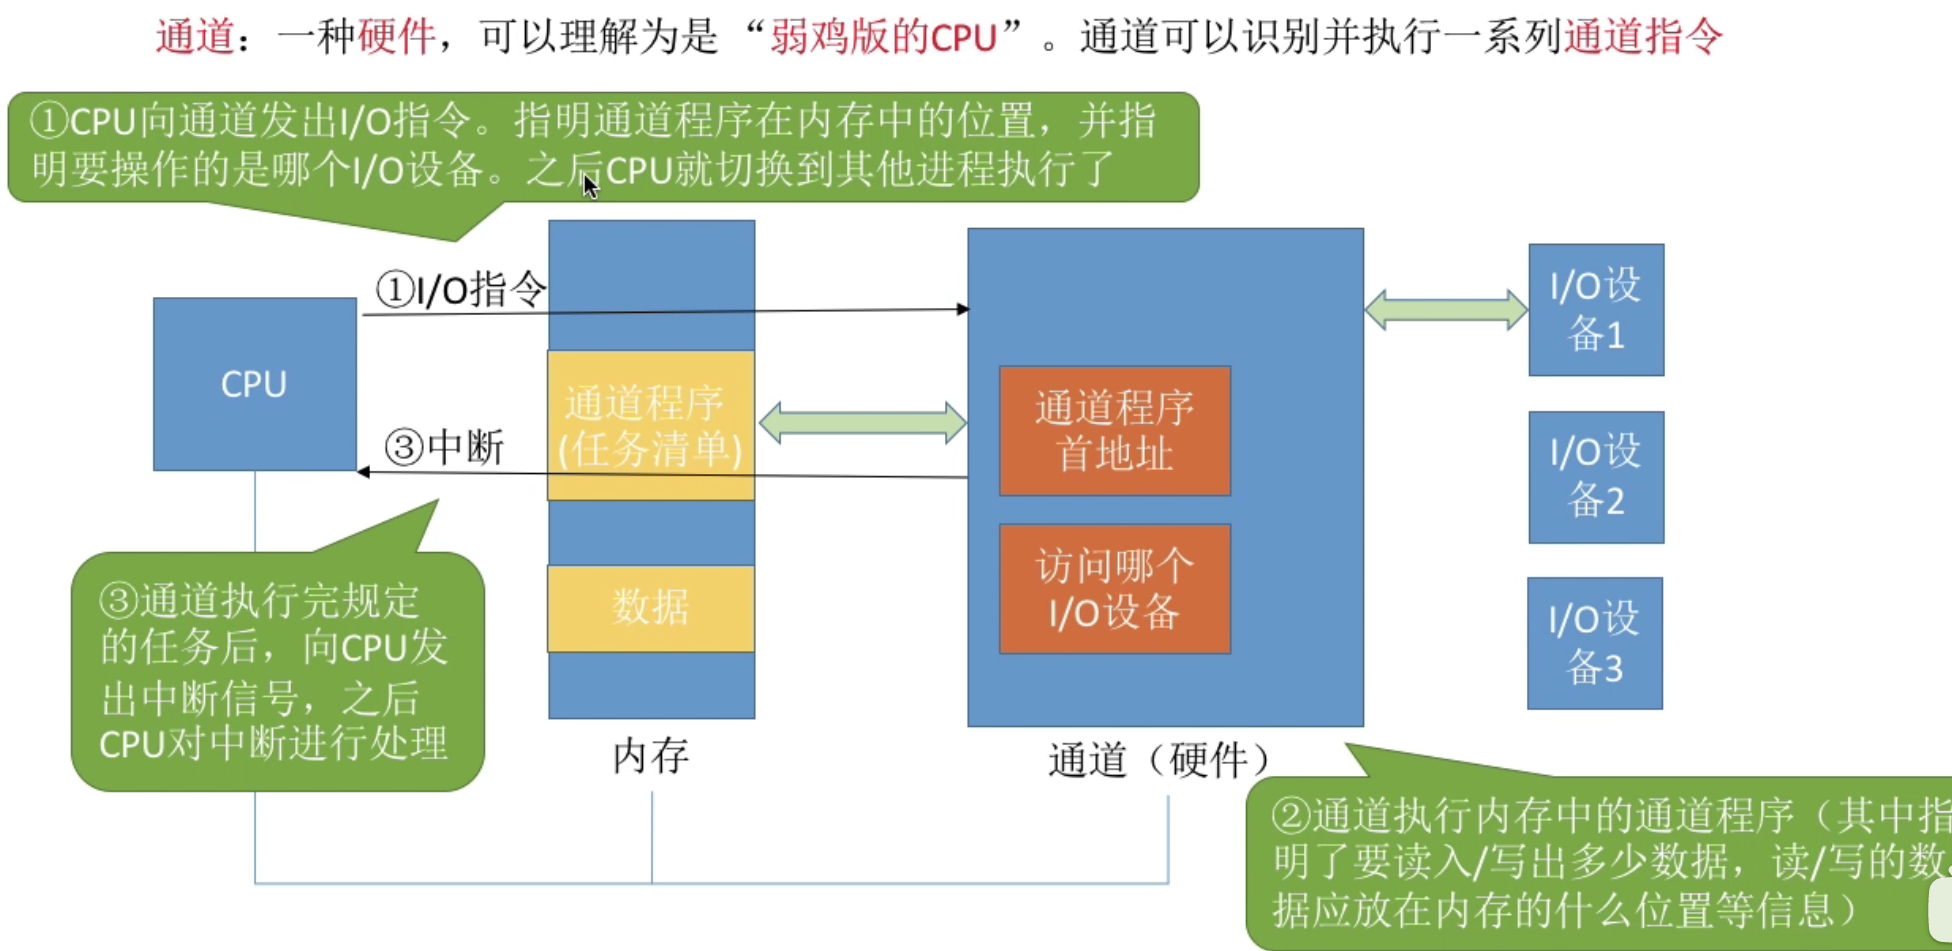 通道：一种硬件，可以理解为是“弱鸡版的CPU”。通道可以识别并执行一系列通道指令
①CPU向通道发出I/O指令。指明通道程序在内存中的位置，并指
明要操作的是哪个I/O设备。之后CPU就切换到其他进程执行了
①I/O指令
CPU
③中断
通道程序
(任务清单)
数据
内存
通道程序
首地址
访问哪个
I/O设备
通道（硬件）
I/O设
备1
I/O设
备2
I/O设
备3
③通道执行完规定
的任务后，向CPU发
出中断信号，之后
CPU对中断进行处理
②通道执行内存中的通道程序（其中指
明了要读入/写出多少数据，读/写的数
据应放在内存的什么位置等信息）